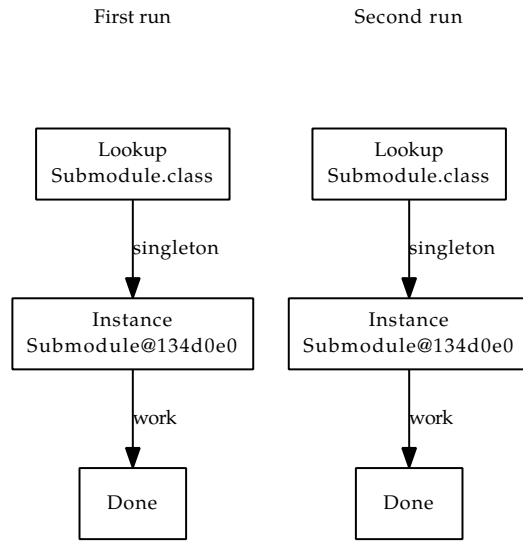 First run
Second run
Lookup
Submodule.class
Lookup
Submodule.class
singleton
singleton
Instance
Submodule@134d0e0
Instance
Submodule@134d0e0
work
work
Done
Done